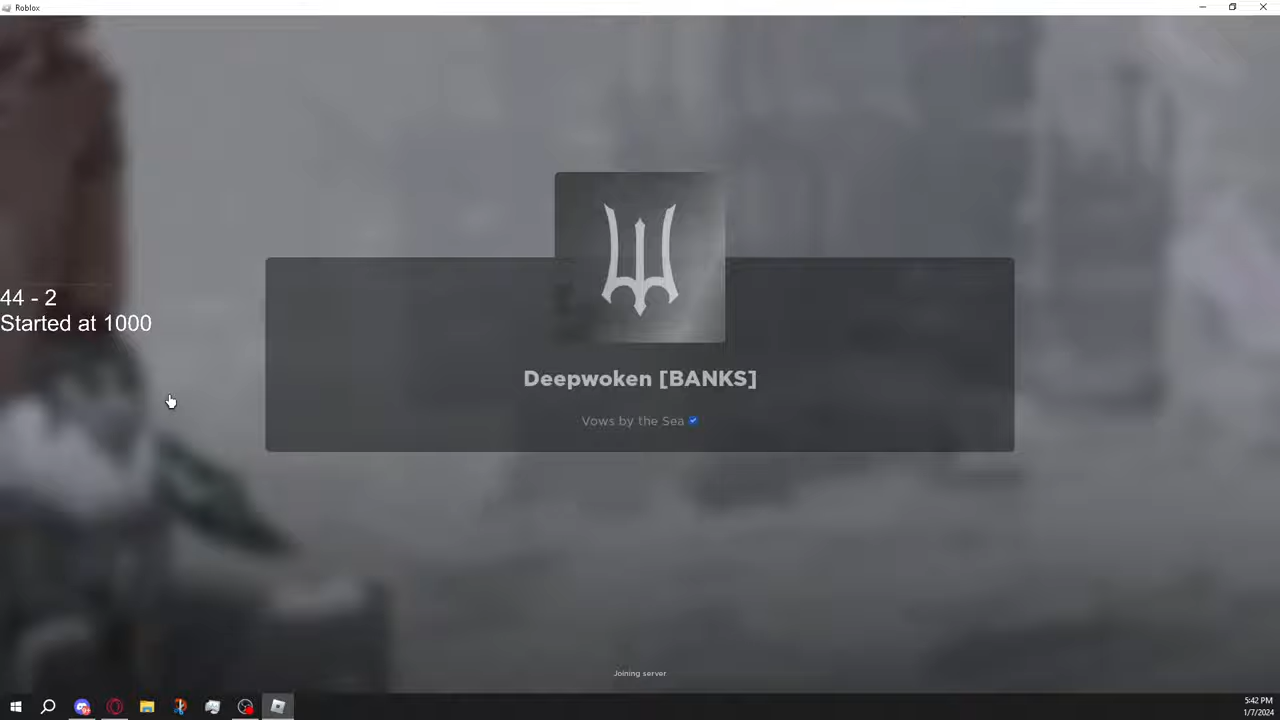 Roblox
44 - 2
Started at 1000
Deepwoken [BANKS]
Vows by the Sea
Joining server
5:42 PM
1/7/2024